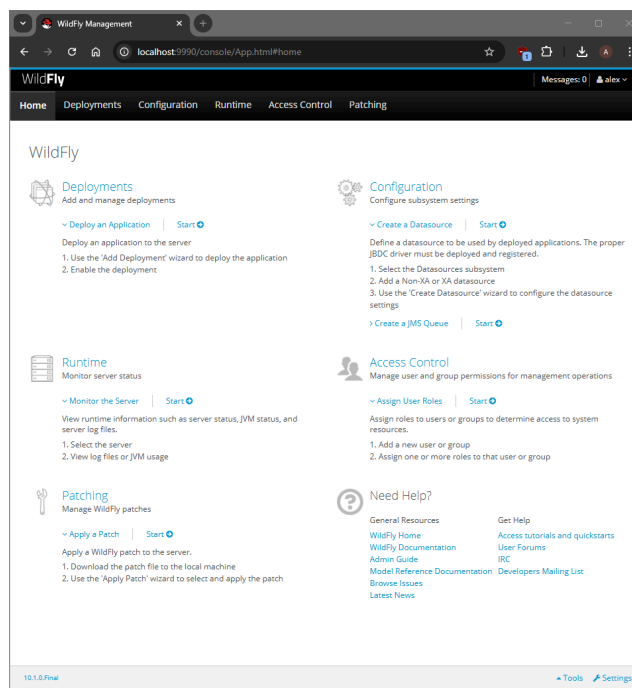 WildFly Management
localhost:9990/console/App.html#home
1
A
WildFly
Messages: 0
alex
Home Deployments Configuration Runtime Access Control Patching
WildFly
Deployments
Add and manage deployments
Deploy an Application
Start
Deploy an application to the server
1. Use the 'Add Deployment' wizard to deploy the application
2. Enable the deployment
Configuration
Configure subsystem settings
Create a Datasource
Start
Define a datasource to be used by deployed applications. The proper
JBDC driver must be deployed and registered.
1. Select the Datasources subsystem
2. Add a Non-XA or XA datasource
3. Use the 'Create Datasource' wizard to configure the datasource
settings
Create a JMS Queue
Start
Runtime
Monitor server status
Monitor the Server
Start
View runtime information such as server status, JVM status, and
server log files.
1. Select the server
2. View log files or JVM usage
Access Control
Manage user and group permissions for management operations
Assign User Roles
Start
Assign roles to users or groups to determine access to system
resources.
1. Add a new user or group
2. Assign one or more roles to that user or group
Patching
Manage WildFly patches
Apply a Patch
Start
Apply a WildFly patch to the server.
1. Download the patch file to the local machine
2. Use the 'Apply Patch' wizard to select and apply the patch
Need Help?
General Resources
WildFly Home
WildFly Documentation
Admin Guide
Model Reference Documentation
Browse Issues
Latest News
Get Help
Access tutorials and quickstarts
User Forums
IRC
Developers Mailing List
10.1.0.Final
Tools
Settings